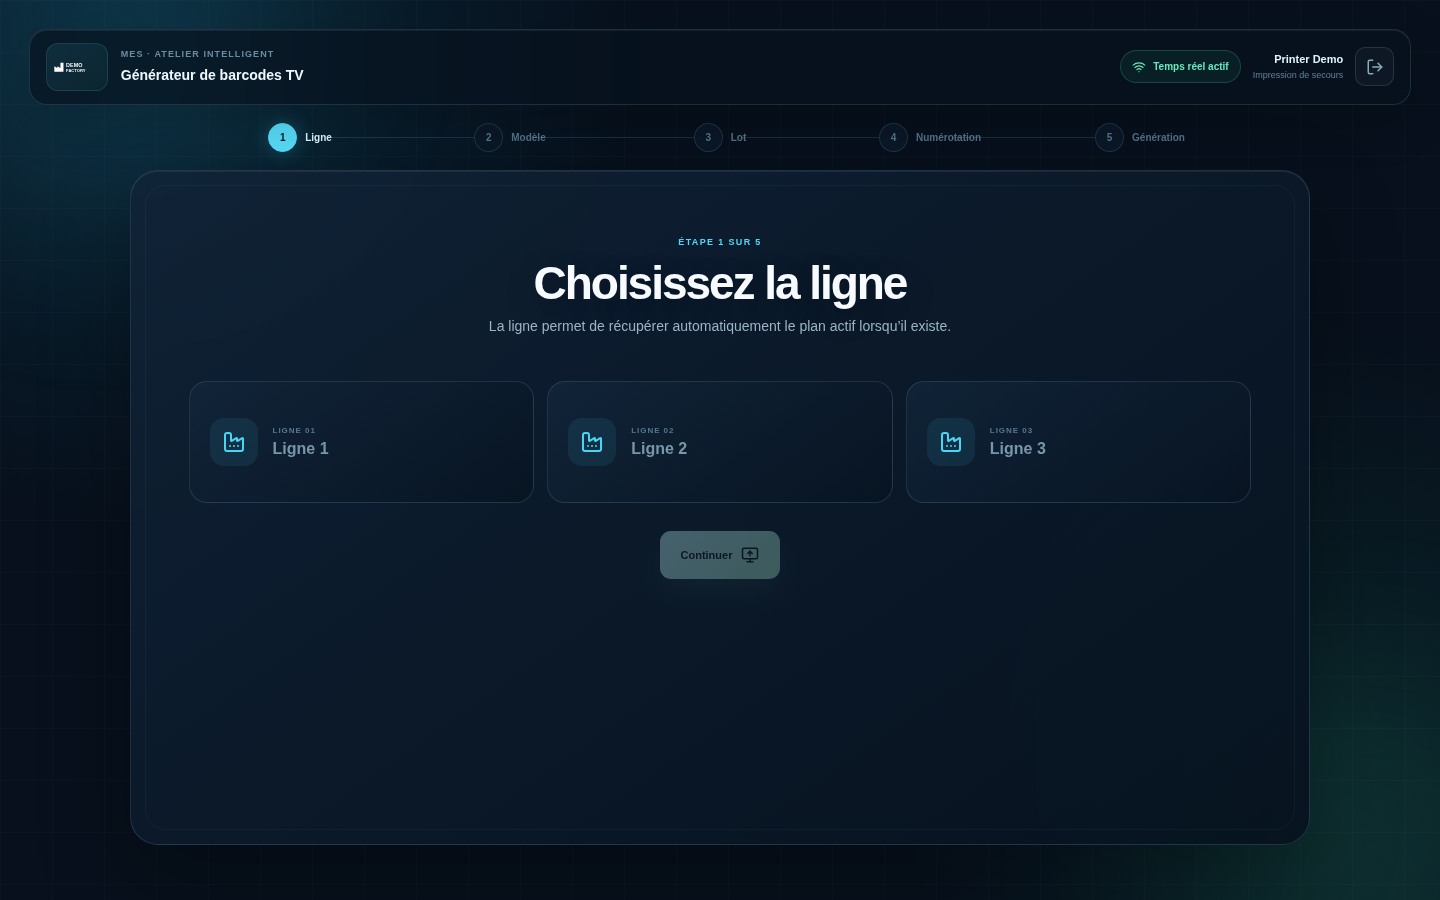 DEMO
FACTORY
MES · ATELIER INTELLIGENT
Générateur de barcodes TV
Temps réel actif
Printer Demo
Impression de secours
1 Ligne
2 Modèle
3 Lot
4 Numérotation
5 Génération
ÉTAPE 1 SUR 5
Choisissez la ligne
La ligne permet de récupérer automatiquement le plan actif lorsqu'il existe.
LIGNE 01
Ligne 1
LIGNE 02
Ligne 2
LIGNE 03
Ligne 3
Continuer